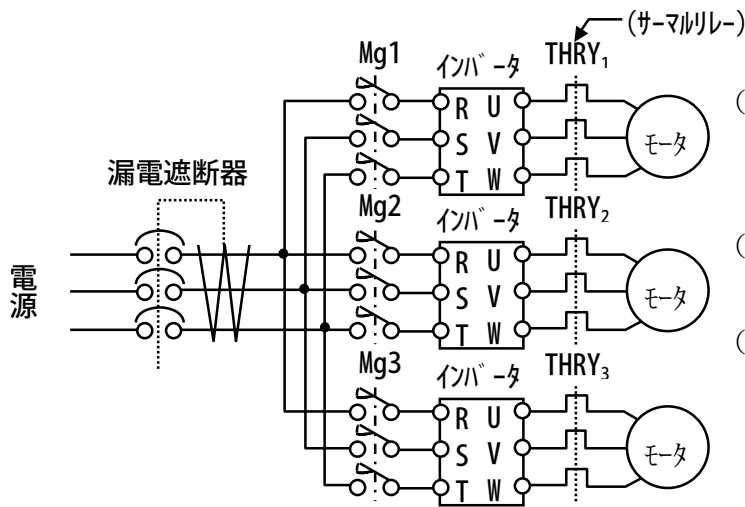 (サーマルリレー)
Mg1 インバータ THRY₁
R U
S V
T W
モータ
漏電遮断器
Mg2 インバータ THRY₂
R U
S V
T W
モータ
電源
Mg3 インバータ THRY₃
R U
S V
T W
モータ
(
(
(